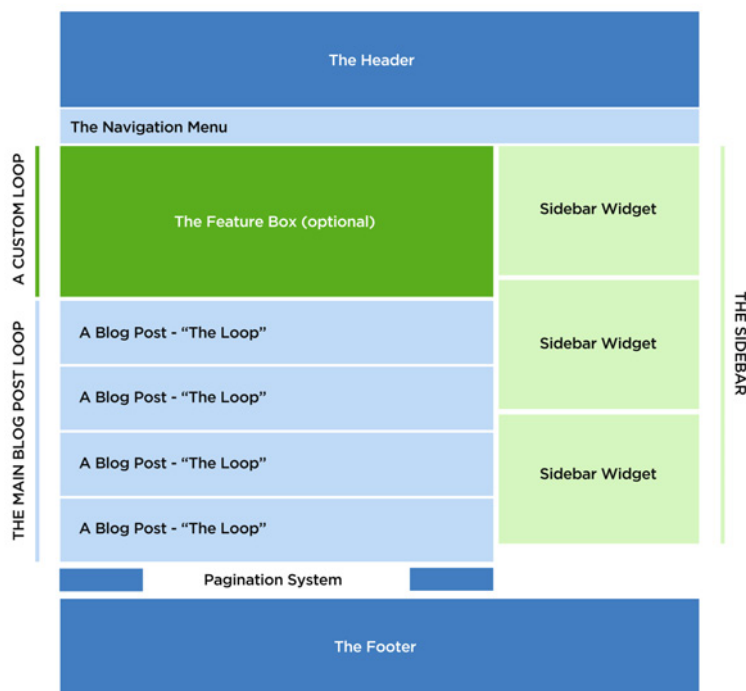 The Header
The Navigation Menu
A CUSTOM LOOP
The Feature Box (optional)
Sidebar Widget
THE MAIN BLOG POST LOOP
A Blog Post - “The Loop”
A Blog Post - “The Loop”
A Blog Post - “The Loop”
A Blog Post - “The Loop”
Sidebar Widget
Sidebar Widget
THE SIDEBAR
Pagination System
The Footer